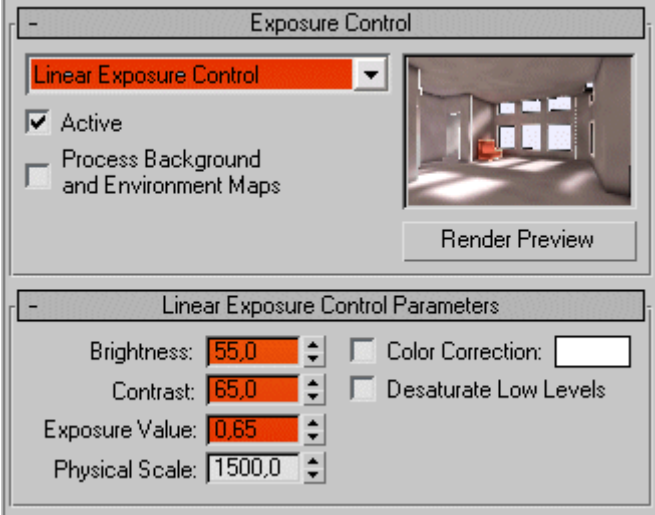 - Exposure Control
Linear Exposure Control
Active
Process Background
and Environment Maps
Render Preview
- Linear Exposure Control Parameters
Brightness: 55,0 Color Correction:
Contrast: 65,0 Desaturate Low Levels
Exposure Value: 0,65
Physical Scale: 1500,0